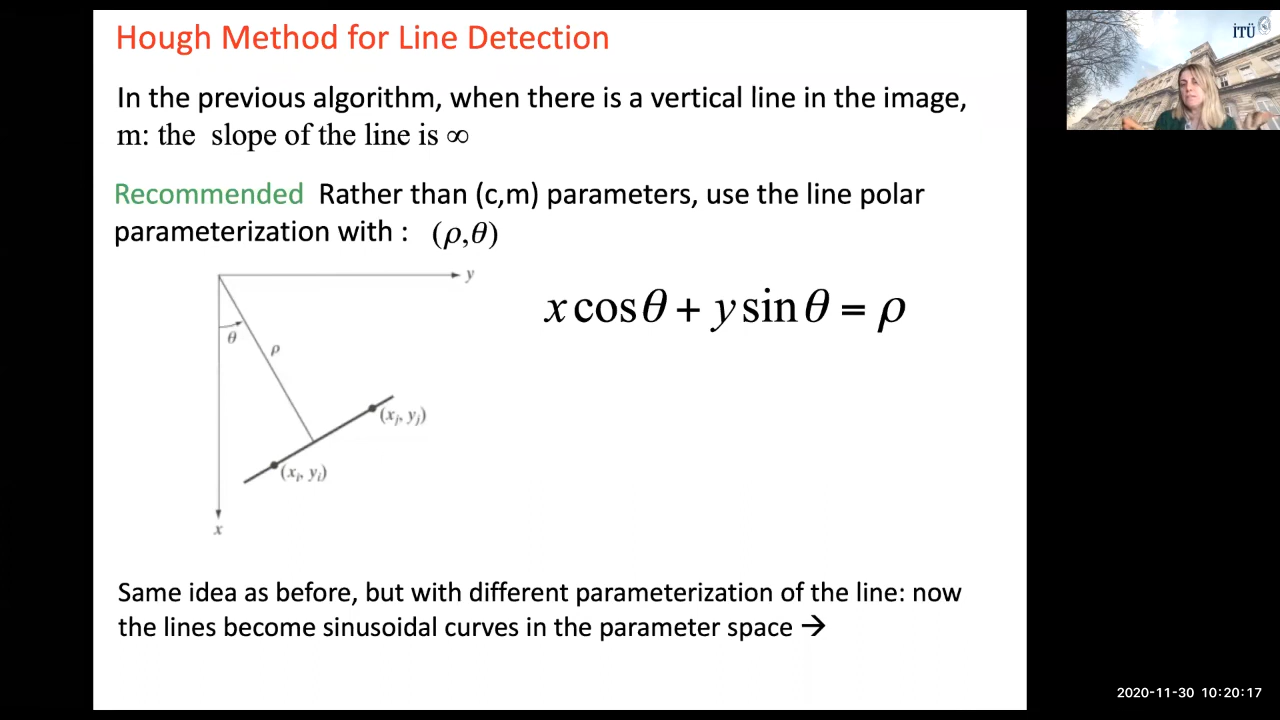 Hough Method for Line Detection
İTÜ
In the previous algorithm, when there is a vertical line in the image,
m: the slope of the line is ∞
Recommended Rather than (c,m) parameters, use the line polar
parameterization with : (ρ,θ)
y
x cosθ + y sinθ = ρ
θ
ρ
(xj, yj)
(xi, yi)
x
Same idea as before, but with different parameterization of the line: now
the lines become sinusoidal curves in the parameter space →
2020-11-30 10:20:17